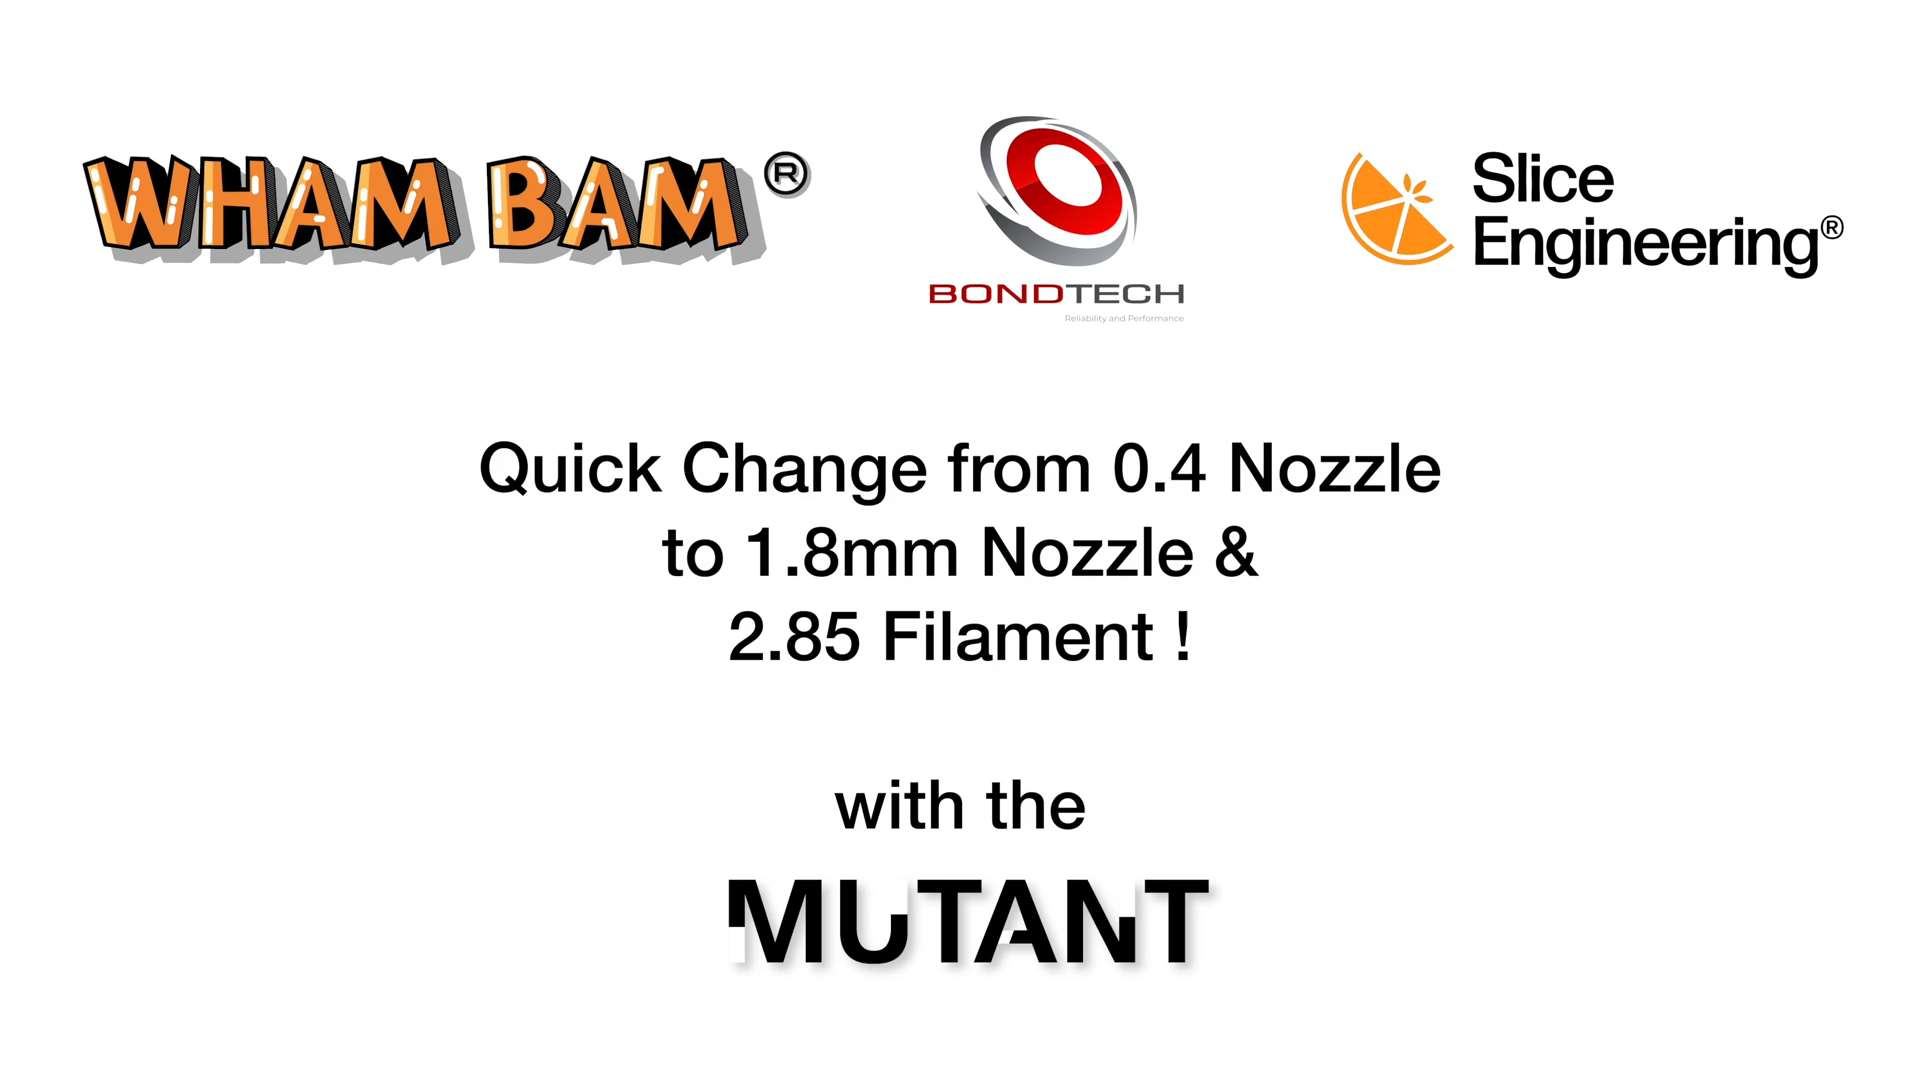 WHAM BAM®
BONDTECH
Reliability and Performance
Slice
Engineering®
Quick Change from 0.4 Nozzle
to 1.8mm Nozzle &
2.85 Filament !
with the
MUTANT